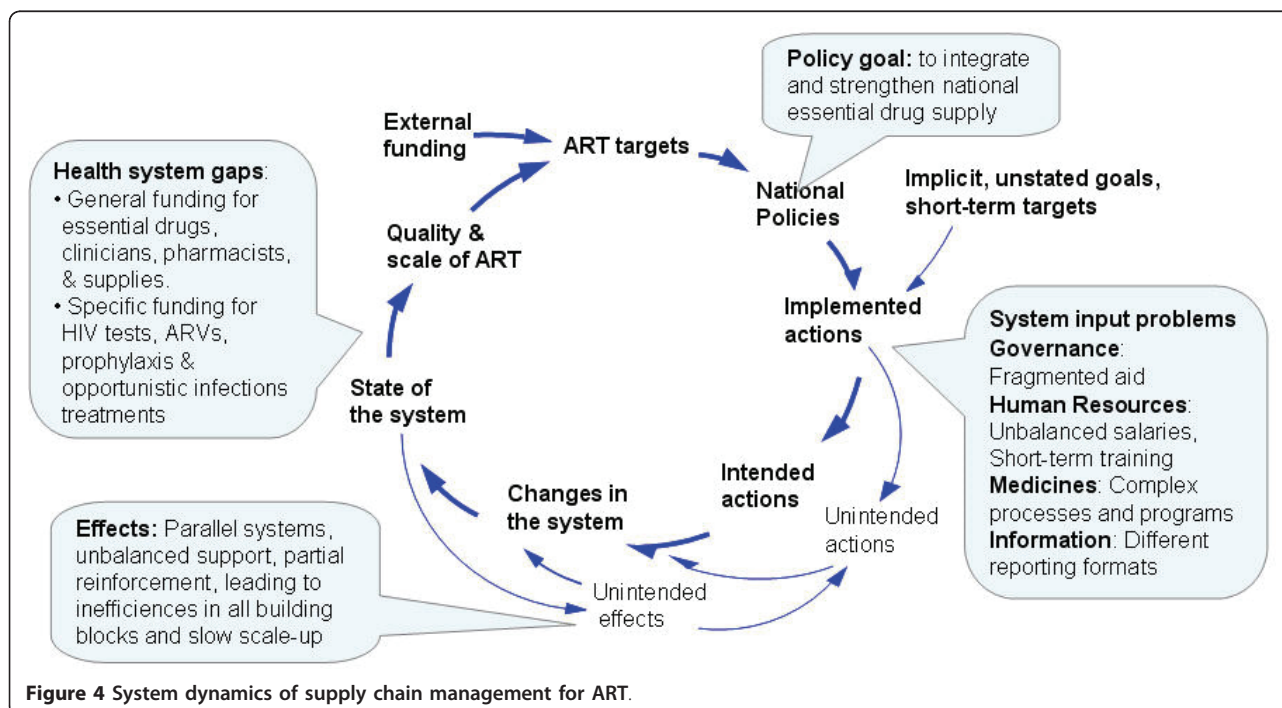 Policy goal: to integrate
and strengthen national
essential drug supply
External
funding
ART targets
Health system gaps:
• General funding for
essential drugs,
clinicians, pharmacists,
& supplies.
• Specific funding for
HIV tests, ARVs,
prophylaxis &
opportunistic infections
treatments
National
Policies
Implicit, unstated goals,
short-term targets
Quality &
scale of ART
Implemented
actions
System input problems
Governance:
Fragmented aid
Human Resources:
Unbalanced salaries,
Short-term training
Medicines: Complex
processes and programs
Information: Different
reporting formats
State of
the system
Intended
actions
Changes in
the system
Unintended
actions
Effects: Parallel systems,
unbalanced support, partial
reinforcement, leading to
inefficiences in all building
blocks and slow scale-up
Unintended
effects
Figure 4 System dynamics of supply chain management for ART.